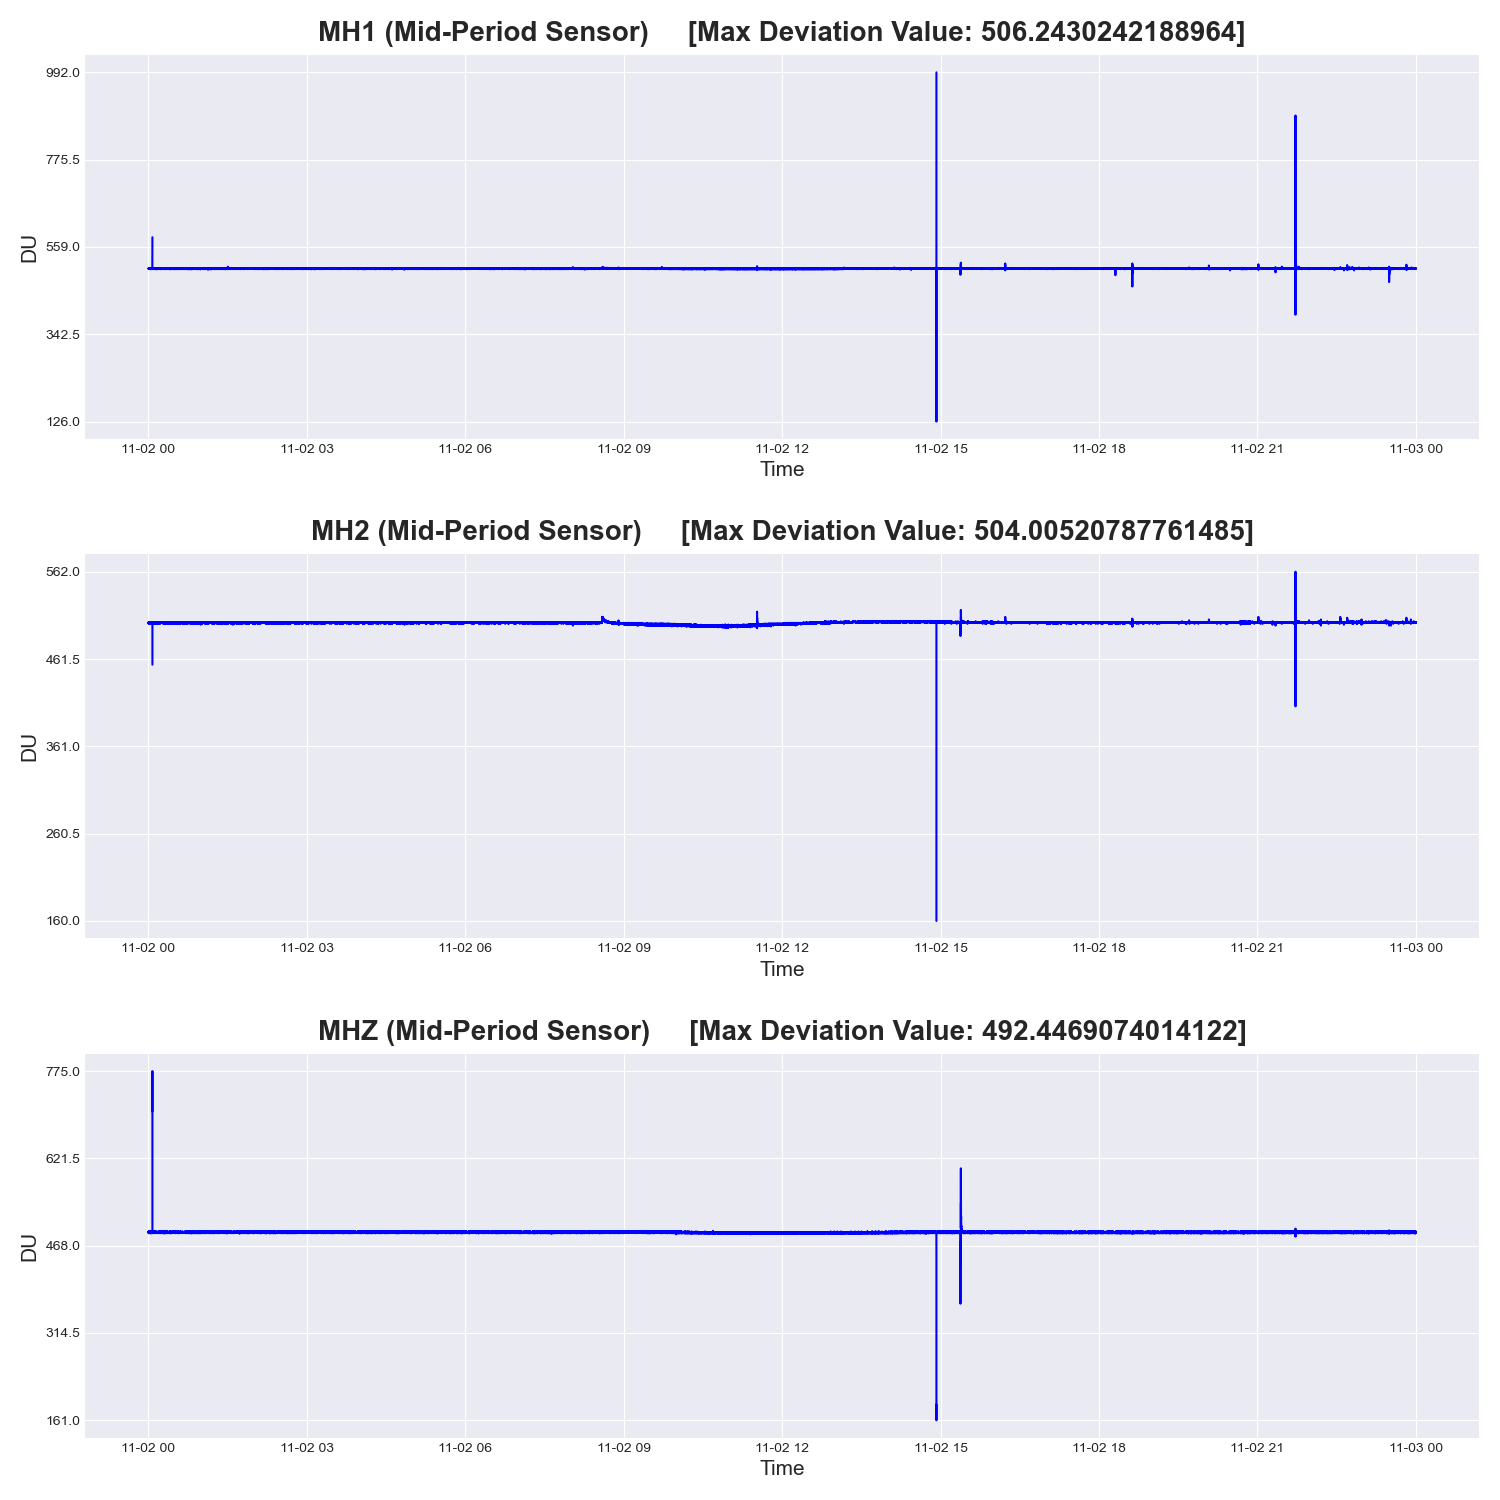 MH1 (Mid-Period Sensor) [Max Deviation Value: 506.2430242188964]
992.0
775.5
559.0
342.5
126.0
DU
11-02 00 11-02 03 11-02 06 11-02 09 11-02 12 11-02 15 11-02 18 11-02 21 11-03 00
Time
MH2 (Mid-Period Sensor) [Max Deviation Value: 504.00520787761485]
562.0
461.5
361.0
260.5
160.0
DU
11-02 00 11-02 03 11-02 06 11-02 09 11-02 12 11-02 15 11-02 18 11-02 21 11-03 00
Time
MHZ (Mid-Period Sensor) [Max Deviation Value: 492.4469074014122]
775.0
621.5
468.0
314.5
161.0
DU
11-02 00 11-02 03 11-02 06 11-02 09 11-02 12 11-02 15 11-02 18 11-02 21 11-03 00
Time